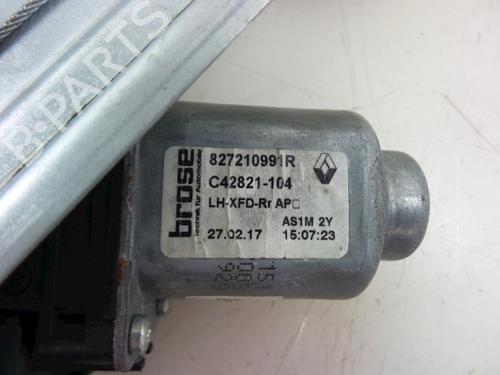 B-PARTS
brose
Technik für Automobile
827210991R
C42821-104
LH-XFD-Rr AP□
AS1M 2Y
27.02.17 15:07:23